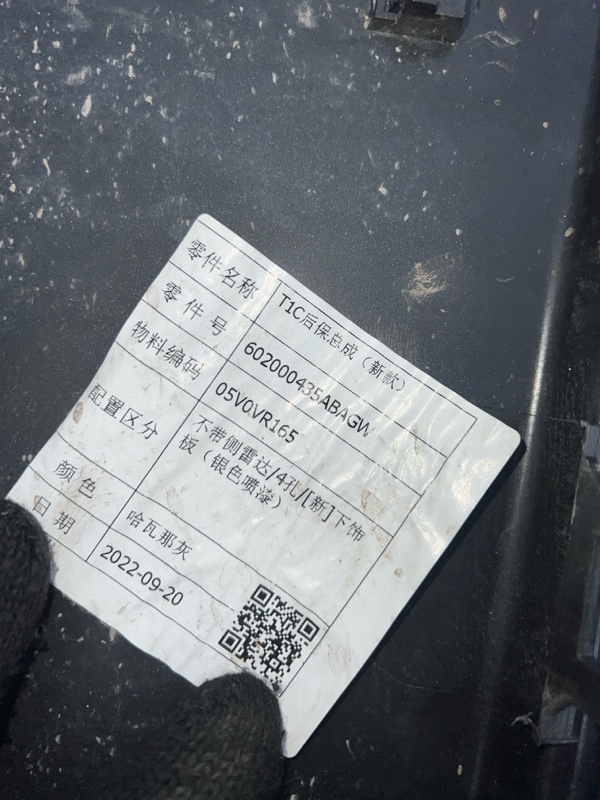 零件名称 T1C后保总成（新款）
零件号 602000435ABAGW
物料编码 05V0VR165
配置区分 不带侧雷达/4孔/[新]下饰
板（银色喷漆）
颜色 哈瓦那灰
日期 2022-09-20